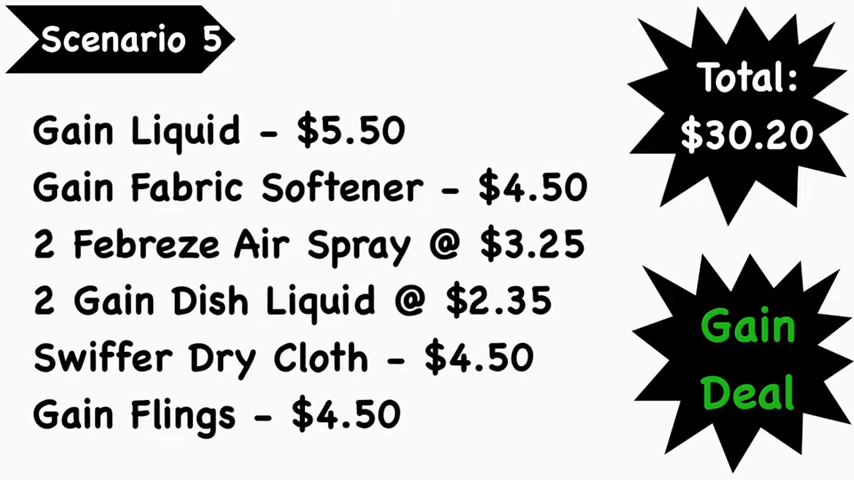 Scenario 5
Total:
$30.20
Gain Liquid - $5.50
Gain Fabric Softener - $4.50
2 Febreze Air Spray @ $3.25
2 Gain Dish Liquid @ $2.35
Swiffer Dry Cloth - $4.50
Gain Flings - $4.50
Gain
Deal